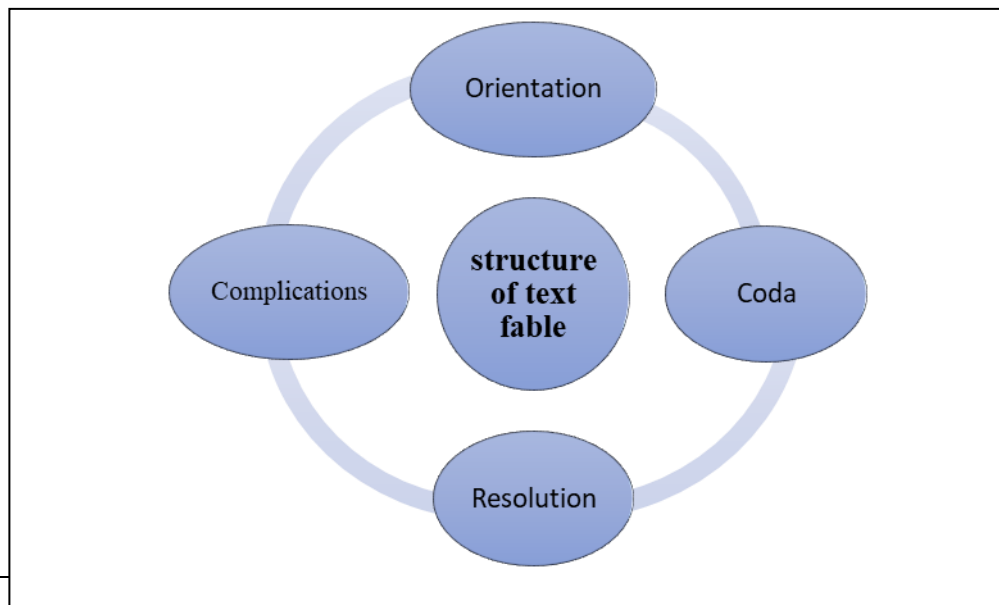 Orientation
Complications
structure
of text
fable
Coda
Resolution